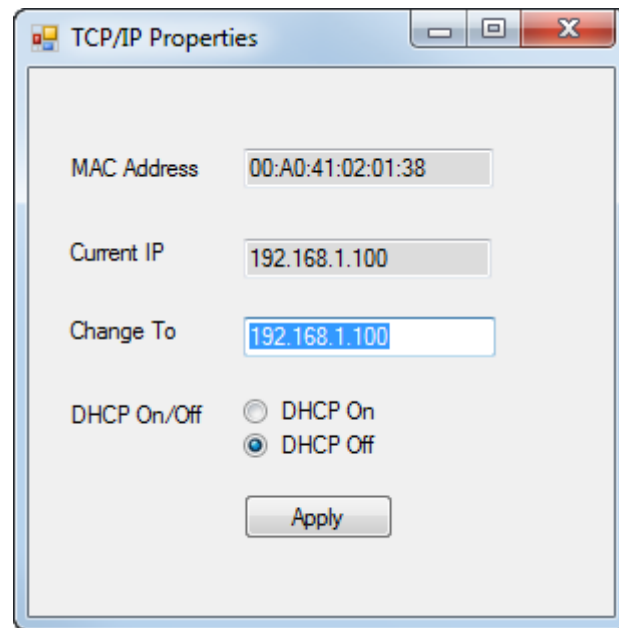 TCP/IP Properties
MAC Address 00:A0:41:02:01:38
Current IP 192.168.1.100
Change To 192.168.1.100
DHCP On/Off DHCP On
DHCP Off
Apply